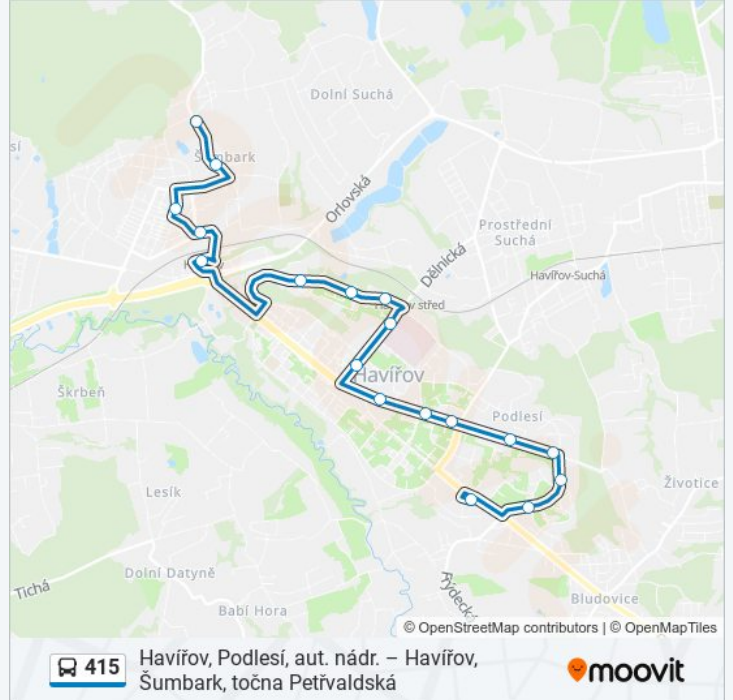 Dolní Suchá
Šumbark
Orlovská
Prostřední
Suchá
Dělnická
Havířov-Suchá
Havířov
Škrbeň
Podlesí
Lesík
Životice
Tichá
Dolní Datyně
Babí Hora
Bludovice
© OpenStreetMap contributors | © OpenMapTiles
415
Havířov, Podlesí, aut. nádr. – Havířov,
Šumbark, točna Petřvaldská
moovit